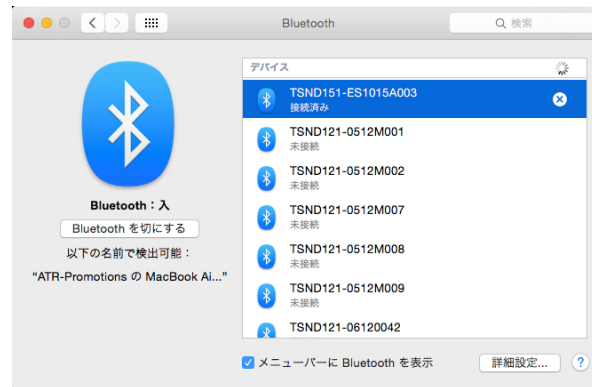 Bluetooth
検索
デバイス
TSND151-ES1015A003
接続済み
TSND121-0512M001
未接続
TSND121-0512M002
未接続
TSND121-0512M007
未接続
TSND121-0512M008
未接続
TSND121-0512M009
未接続
TSND121-06120042
Bluetooth：入
Bluetooth を切にする
以下の名前で検出可能：
“ATR-Promotions の MacBook Ai...”
メニューバーに Bluetooth を表示
詳細設定...
?